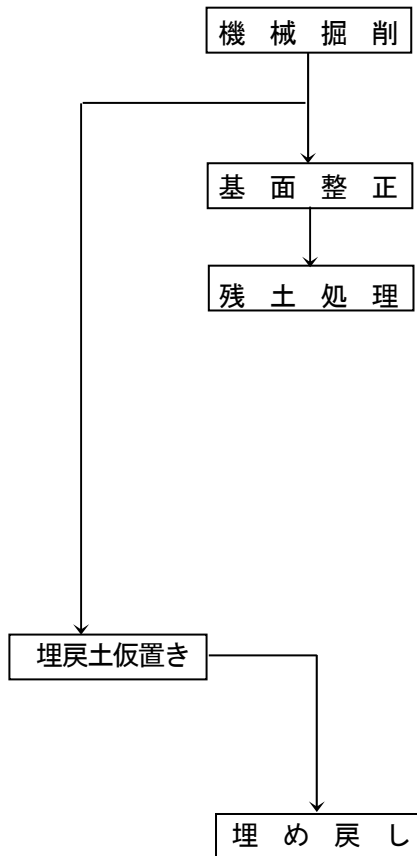 機 械 掘 削
基 面 整 正
残 土 処 理
埋戻土仮置き
埋 め 戻 し